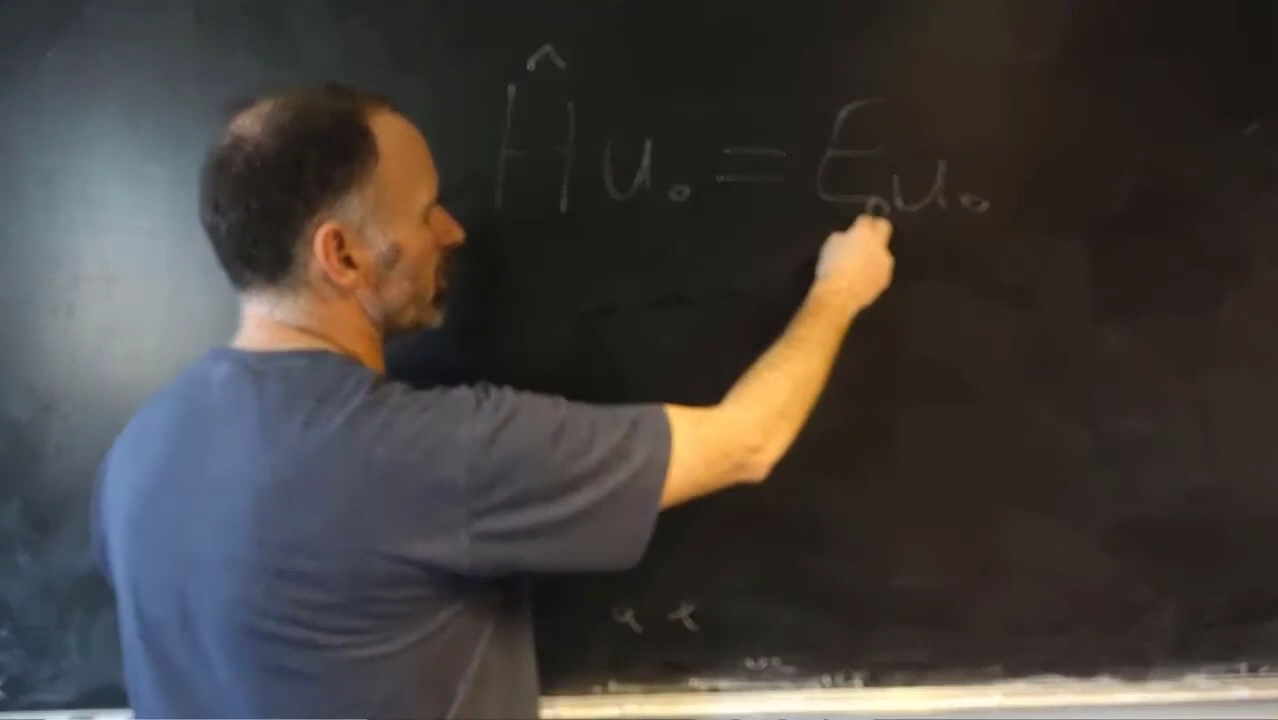 Ĥu₀ = E₀u₀